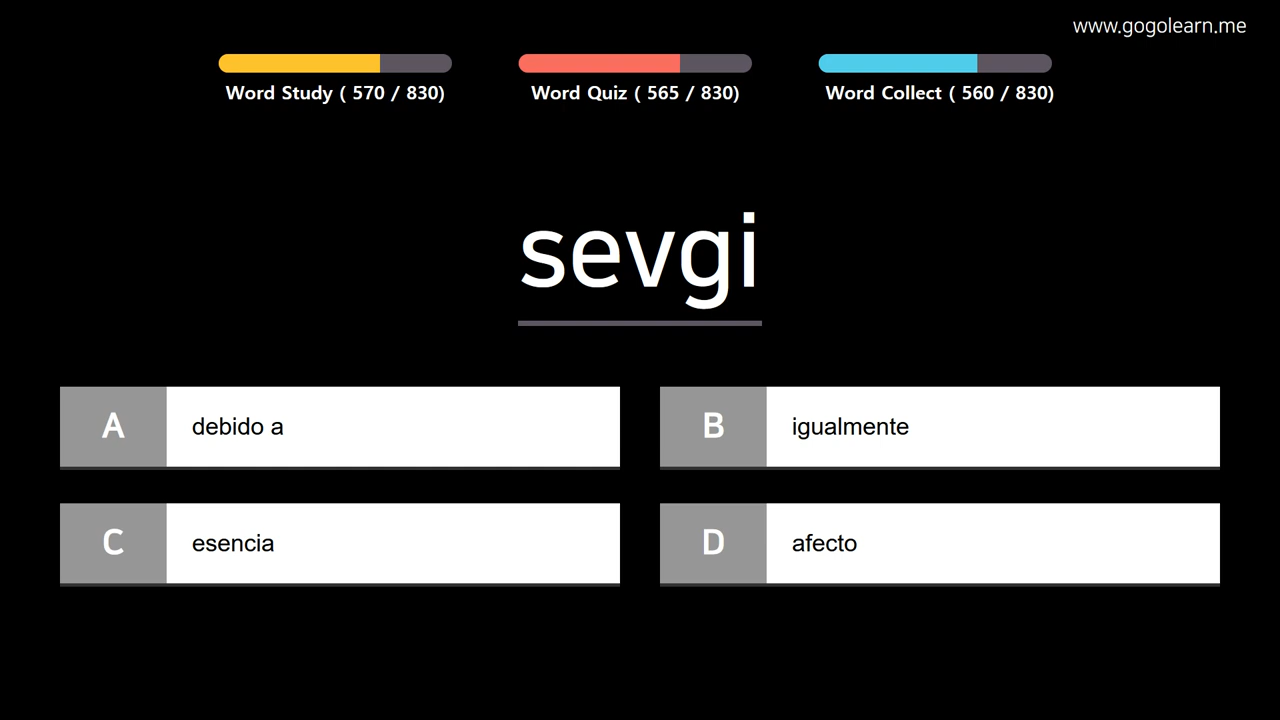 www.gogolearn.me
Word Study ( 570 / 830)
Word Quiz ( 565 / 830)
Word Collect ( 560 / 830)
sevgi
A debido a
B igualmente
C esencia
D afecto